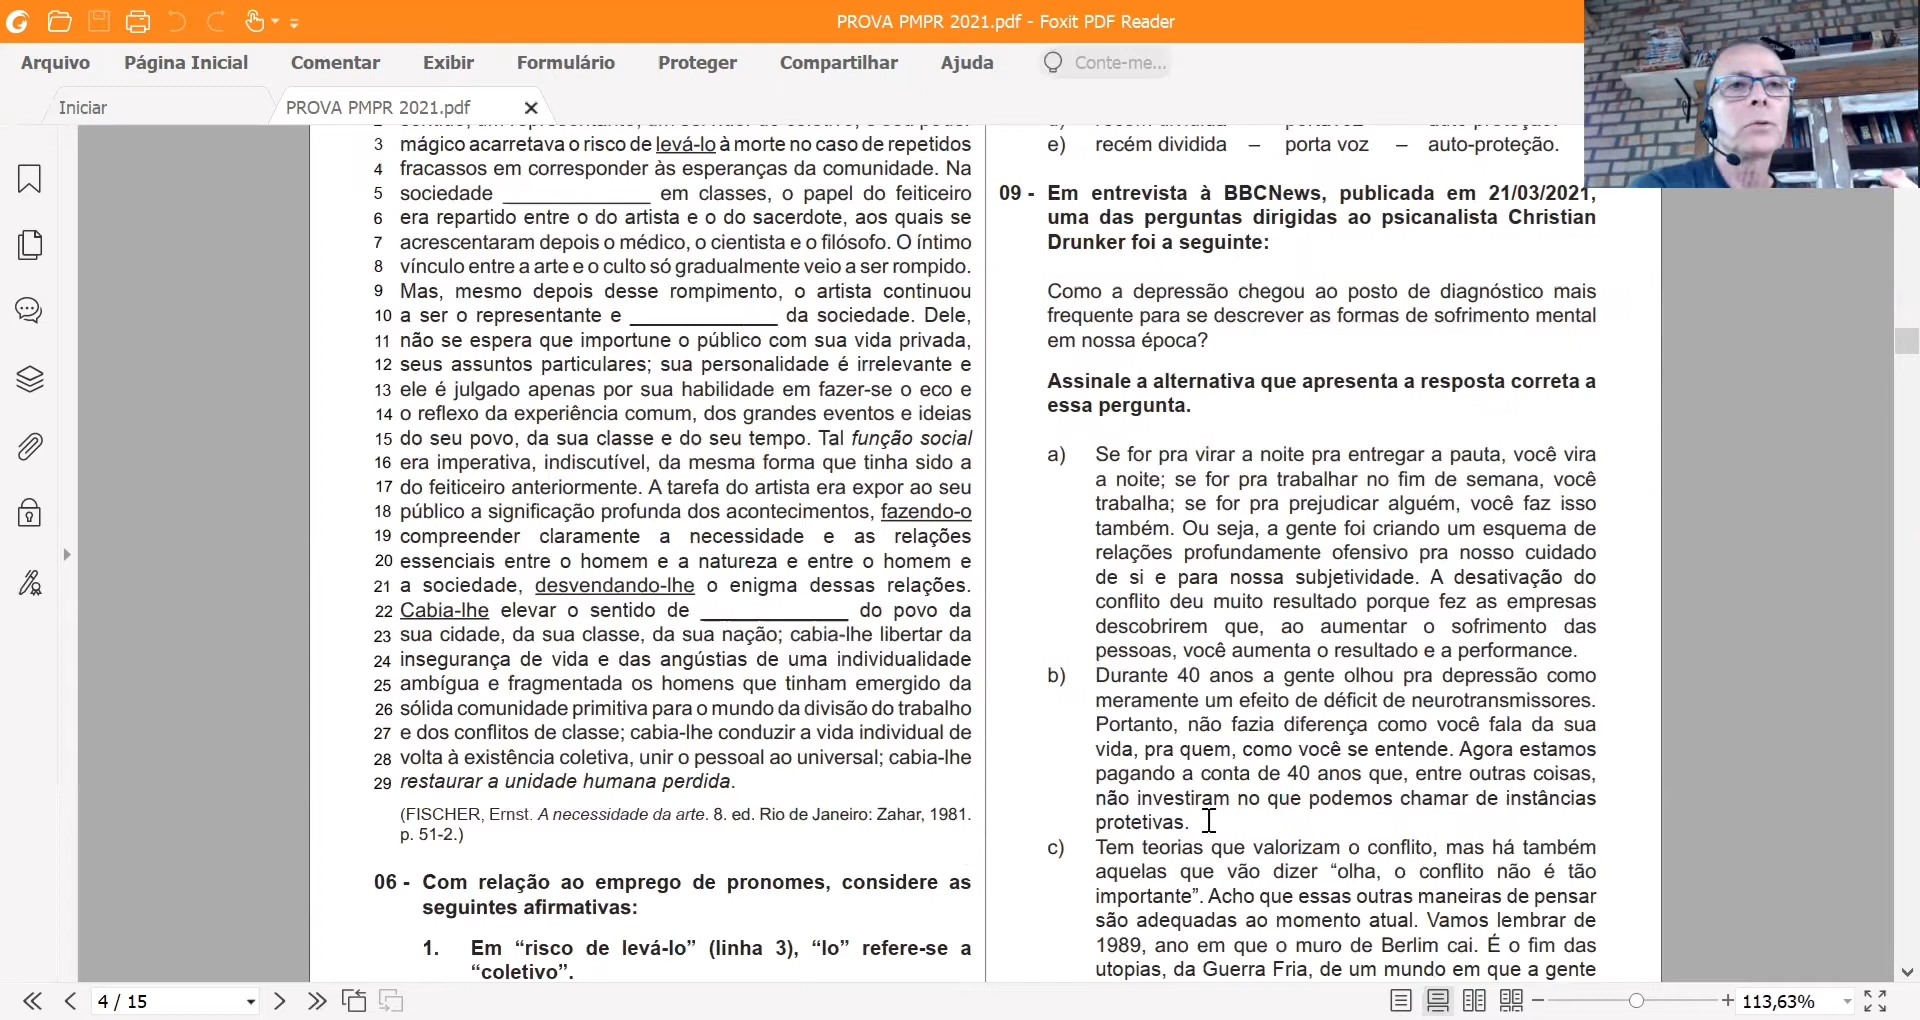 PROVA PMPR 2021.pdf - Foxit PDF Reader
Arquivo Página Inicial Comentar Exibir Formulário Proteger Compartilhar Ajuda Conte-me...
Iniciar PROVA PMPR 2021.pdf
3 mágico acarretava o risco de levá-lo à morte no caso de repetidos
4 fracassos em corresponder às esperanças da comunidade. Na
5 sociedade _____________ em classes, o papel do feiticeiro
6 era repartido entre o do artista e o do sacerdote, aos quais se
7 acrescentaram depois o médico, o cientista e o filósofo. O íntimo
8 vínculo entre a arte e o culto só gradualmente veio a ser rompido.
9 Mas, mesmo depois desse rompimento, o artista continuou
10 a ser o representante e _____________ da sociedade. Dele,
11 não se espera que importune o público com sua vida privada,
12 seus assuntos particulares; sua personalidade é irrelevante e
13 ele é julgado apenas por sua habilidade em fazer-se o eco e
14 o reflexo da experiência comum, dos grandes eventos e ideias
15 do seu povo, da sua classe e do seu tempo. Tal função social
16 era imperativa, indiscutível, da mesma forma que tinha sido a
17 do feiticeiro anteriormente. A tarefa do artista era expor ao seu
18 público a significação profunda dos acontecimentos, fazendo-o
19 compreender claramente a necessidade e as relações
20 essenciais entre o homem e a natureza e entre o homem e
21 a sociedade, desvendando-lhe o enigma dessas relações.
22 Cabia-lhe elevar o sentido de _____________ do povo da
23 sua cidade, da sua classe, da sua nação; cabia-lhe libertar da
24 insegurança de vida e das angústias de uma individualidade
25 ambígua e fragmentada os homens que tinham emergido da
26 sólida comunidade primitiva para o mundo da divisão do trabalho
27 e dos conflitos de classe; cabia-lhe conduzir a vida individual de
28 volta à existência coletiva, unir o pessoal ao universal; cabia-lhe
29 restaurar a unidade humana perdida.
(FISCHER, Ernst. A necessidade da arte. 8. ed. Rio de Janeiro: Zahar, 1981.
p. 51-2.)
06 - Com relação ao emprego de pronomes, considere as
seguintes afirmativas:
1. Em “risco de levá-lo” (linha 3), “lo” refere-se a
“coletivo”.
e) recém dividida – porta voz – auto-proteção.
09 - Em entrevista à BBCNews, publicada em 21/03/2021,
uma das perguntas dirigidas ao psicanalista Christian
Drunker foi a seguinte:
Como a depressão chegou ao posto de diagnóstico mais
frequente para se descrever as formas de sofrimento mental
em nossa época?
Assinale a alternativa que apresenta a resposta correta a
essa pergunta.
a) Se for pra virar a noite pra entregar a pauta, você vira
a noite; se for pra trabalhar no fim de semana, você
trabalha; se for pra prejudicar alguém, você faz isso
também. Ou seja, a gente foi criando um esquema de
relações profundamente ofensivo pra nosso cuidado
de si e para nossa subjetividade. A desativação do
conflito deu muito resultado porque fez as empresas
descobrirem que, ao aumentar o sofrimento das
pessoas, você aumenta o resultado e a performance.
b) Durante 40 anos a gente olhou pra depressão como
meramente um efeito de déficit de neurotransmissores.
Portanto, não fazia diferença como você fala da sua
vida, pra quem, como você se entende. Agora estamos
pagando a conta de 40 anos que, entre outras coisas,
não investiram no que podemos chamar de instâncias
protetivas.
c) Tem teorias que valorizam o conflito, mas há também
aquelas que vão dizer “olha, o conflito não é tão
importante”. Acho que essas outras maneiras de pensar
são adequadas ao momento atual. Vamos lembrar de
1989, ano em que o muro de Berlim cai. É o fim das
utopias, da Guerra Fria, de um mundo em que a gente
4 / 15 113,63%